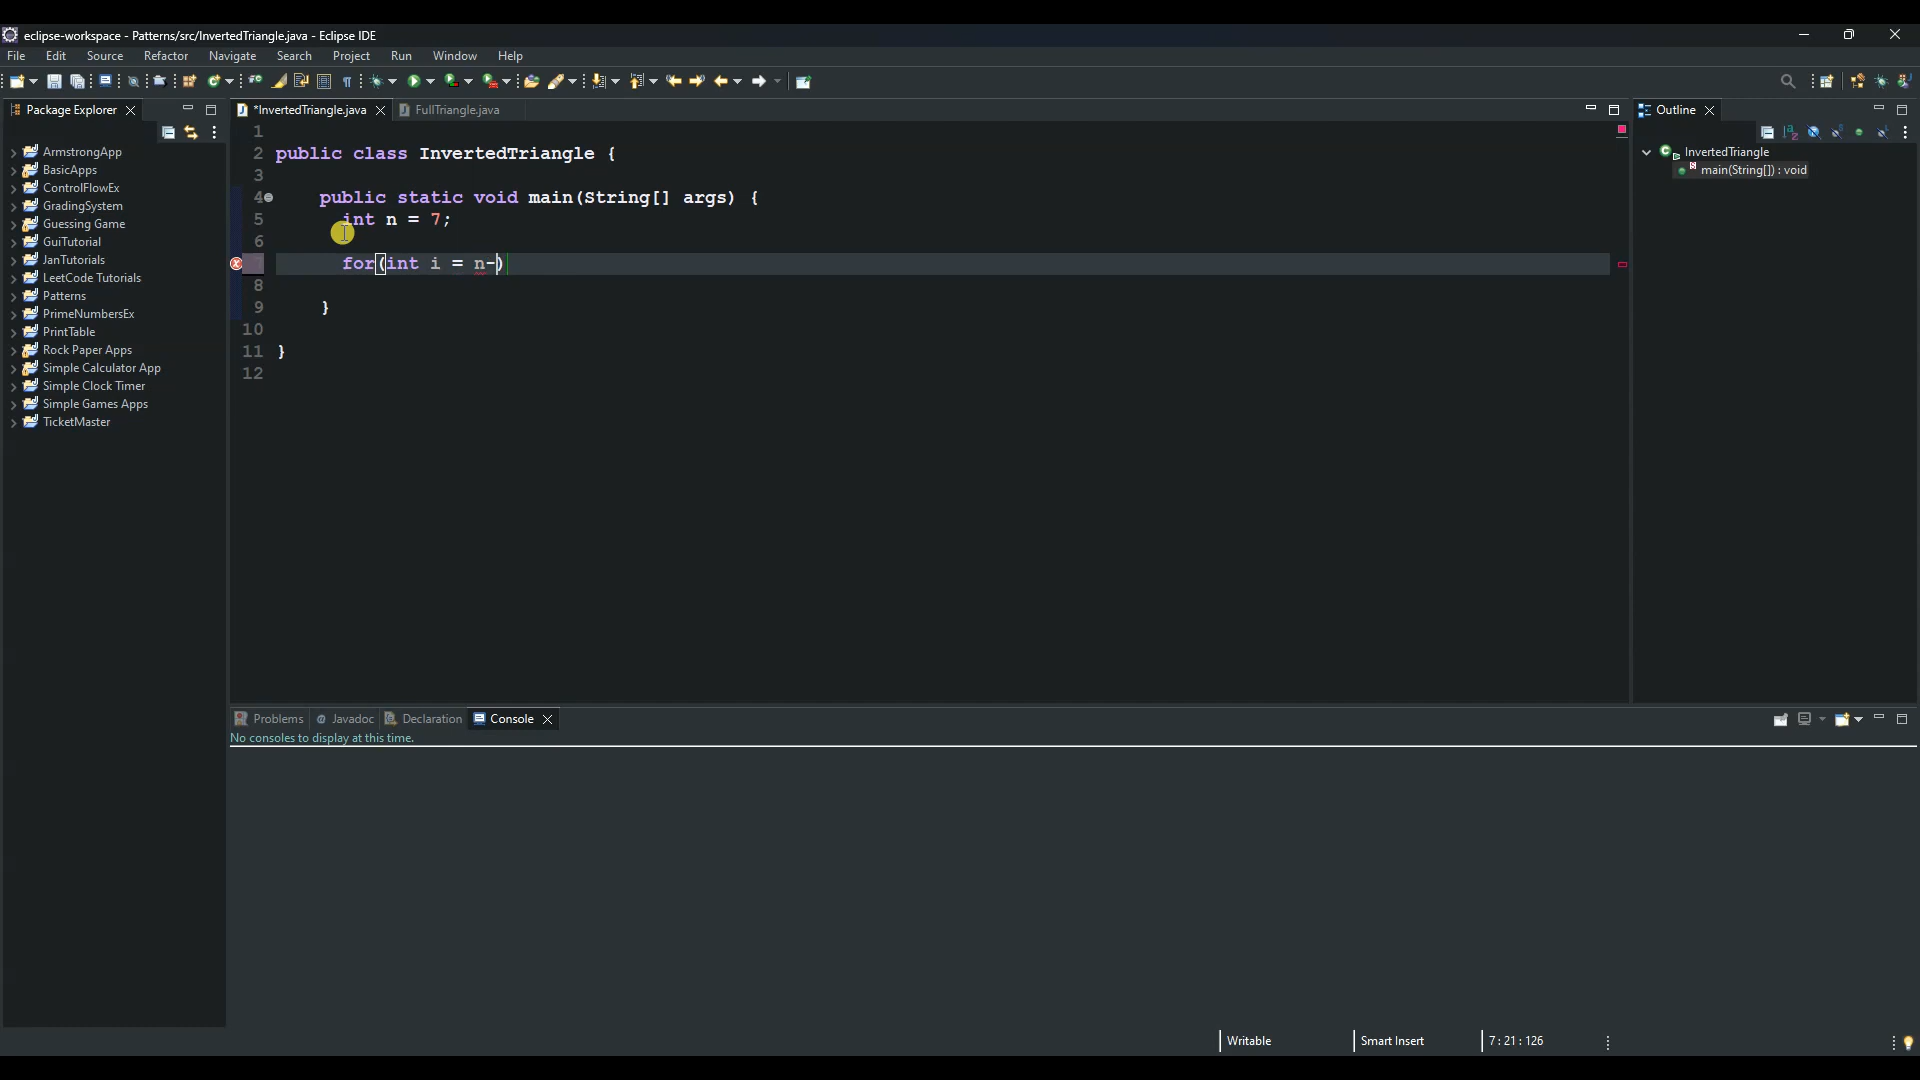 eclipse-workspace - Patterns/src/InvertedTriangle.java - Eclipse IDE
File Edit Source Refactor Navigate Search Project Run Window Help
Package Explorer
*InvertedTriangle.java FullTriangle.java
Outline
ArmstrongApp
BasicApps
ControlFlowEx
GradingSystem
Guessing Game
GuiTutorial
JanTutorials
LeetCode Tutorials
Patterns
PrimeNumbersEx
PrintTable
Rock Paper Apps
Simple Calculator App
Simple Clock Timer
Simple Games Apps
TicketMaster
1
2 public class InvertedTriangle {
3
4 public static void main(String[] args) {
5 int n = 7;
6
for(int i = n-)
8
9 }
10
11 }
12
InvertedTriangle
main(String[]) : void
Problems Javadoc Declaration Console
No consoles to display at this time.
Writable Smart Insert 7 : 21 : 126